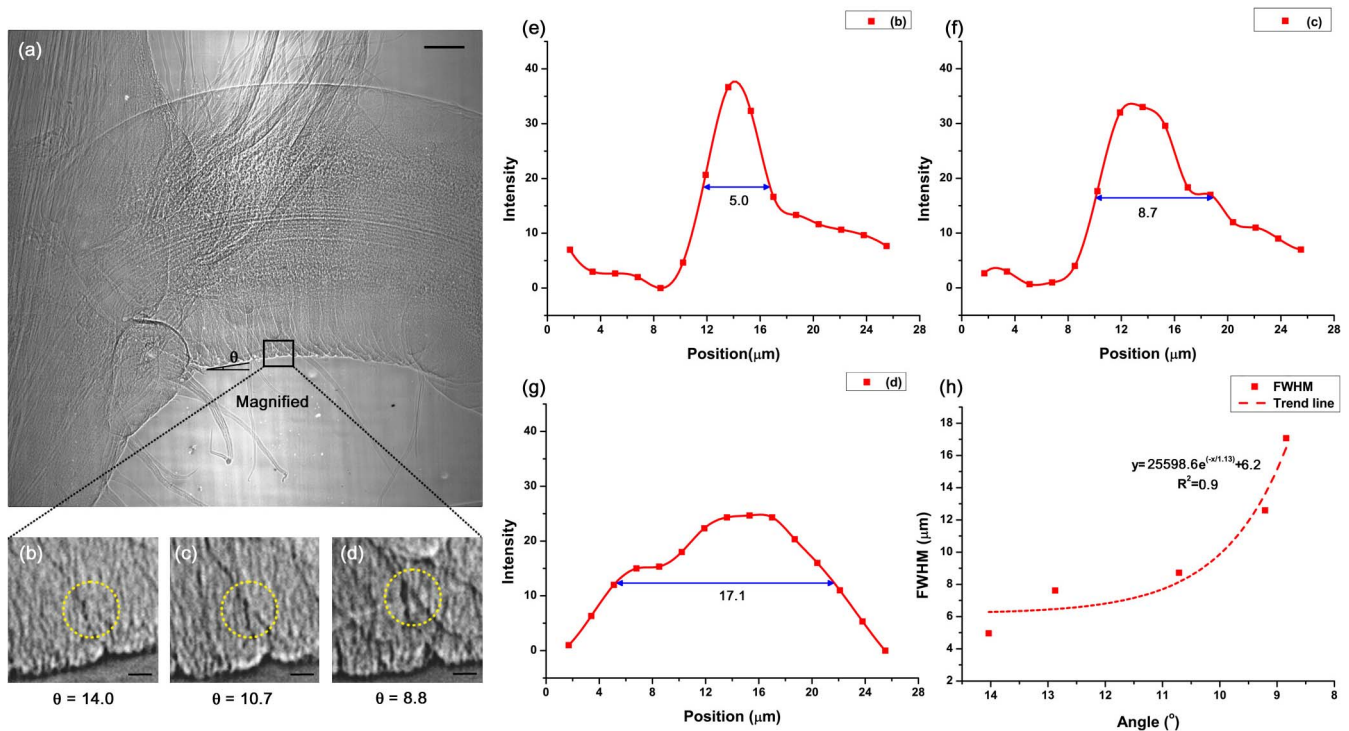 (a)
θ
Magnified
(b)
(c)
(d)
θ = 14.0
θ = 10.7
θ = 8.8
(e)
(b)
Intensity
40
30
20
10
0
5.0
0 4 8 12 16 20 24 28
Position(μm)
(f)
(c)
Intensity
40
30
20
10
0
8.7
0 4 8 12 16 20 24 28
Position (μm)
(g)
(d)
Intensity
40
30
20
10
0
17.1
0 4 8 12 16 20 24 28
Position (μm)
(h)
FWHM
Trend line
FWHM (μm)
18
16
14
12
10
8
6
4
2
y=25598.6e^(-x/1.13)+6.2
R²=0.9
14 13 12 11 10 9 8
Angle (°)